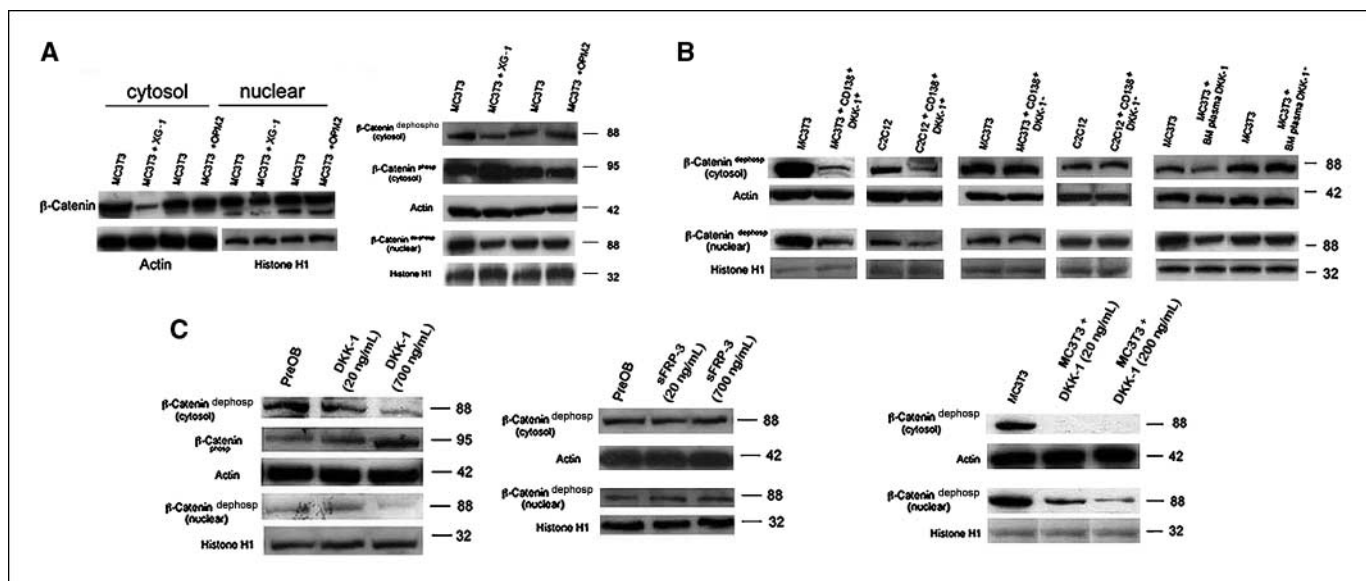 A
cytosol nuclear
MC3T3 MC3T3 + XG-1 MC3T3 MC3T3 +OPM2 MC3T3 MC3T3 + XG-1 MC3T3 MC3T3 +OPM2
β-Catenin
Actin Histone H1
MC3T3 MC3T3 + XG-1 MC3T3 MC3T3 +OPM2
β-Catenin dephospho
(cytosol) 88
β-Catenin phosp
(cytosol) 95
Actin 42
β-Catenin
(nuclear) 88
Histone H1 32
B
MC3T3 MC3T3 + CD138+ DKK-1+ C2C12 C2C12 + CD138+ DKK-1+ MC3T3 MC3T3 + CD138+ DKK-1- C2C12 C2C12 + CD138+ DKK-1- MC3T3 MC3T3 + BM plasma DKK-1 MC3T3 MC3T3 + BM plasma DKK-1-
β-Catenin dephosp
(cytosol) 88
Actin 42
β-Catenin dephosp
(nuclear) 88
Histone H1 32
C
PreOB DKK-1 (20 ng/mL) DKK-1 (700 ng/mL)
β-Catenin dephosp
(cytosol) 88
β-Catenin
phosp 95
Actin 42
β-Catenin dephosp
(nuclear) 88
Histone H1 32
PreOB sFRP-3 (20 ng/mL) sFRP-3 (700 ng/mL)
β-Catenin dephosp
(cytosol) 88
Actin 42
β-Catenin dephosp
(nuclear) 88
Histone H1 32
MC3T3 MC3T3 + DKK-1 (20 ng/mL) MC3T3 + DKK-1 (200 ng/mL)
β-Catenin dephosp
(cytosol) 88
Actin 42
β-Catenin dephosp
(nuclear) 88
Histone H1 32